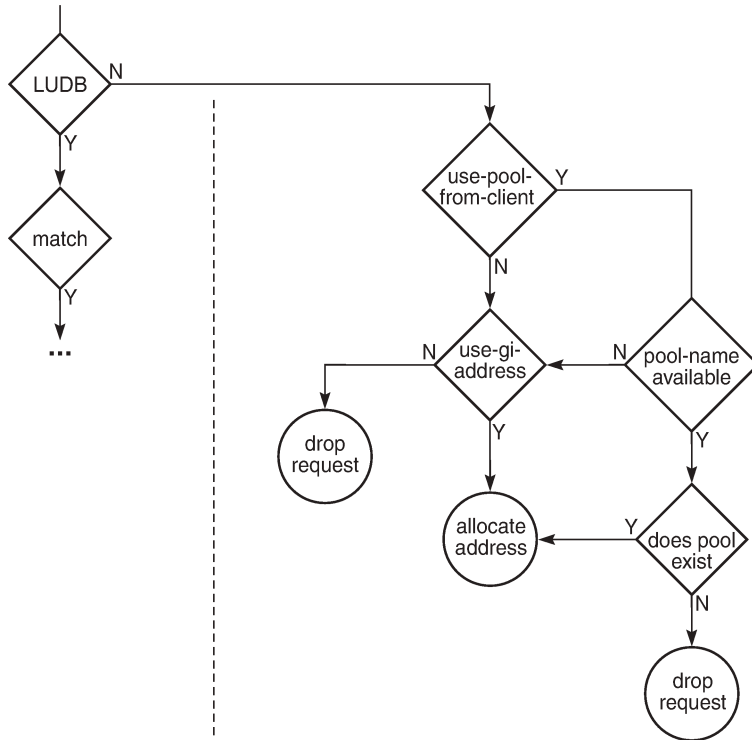 LUDB
N
Y
match
Y
...
use-pool-
from-client
Y
N
use-gi-
address
N
Y
pool-name
available
N
Y
drop
request
allocate
address
does pool
exist
Y
N
drop
request